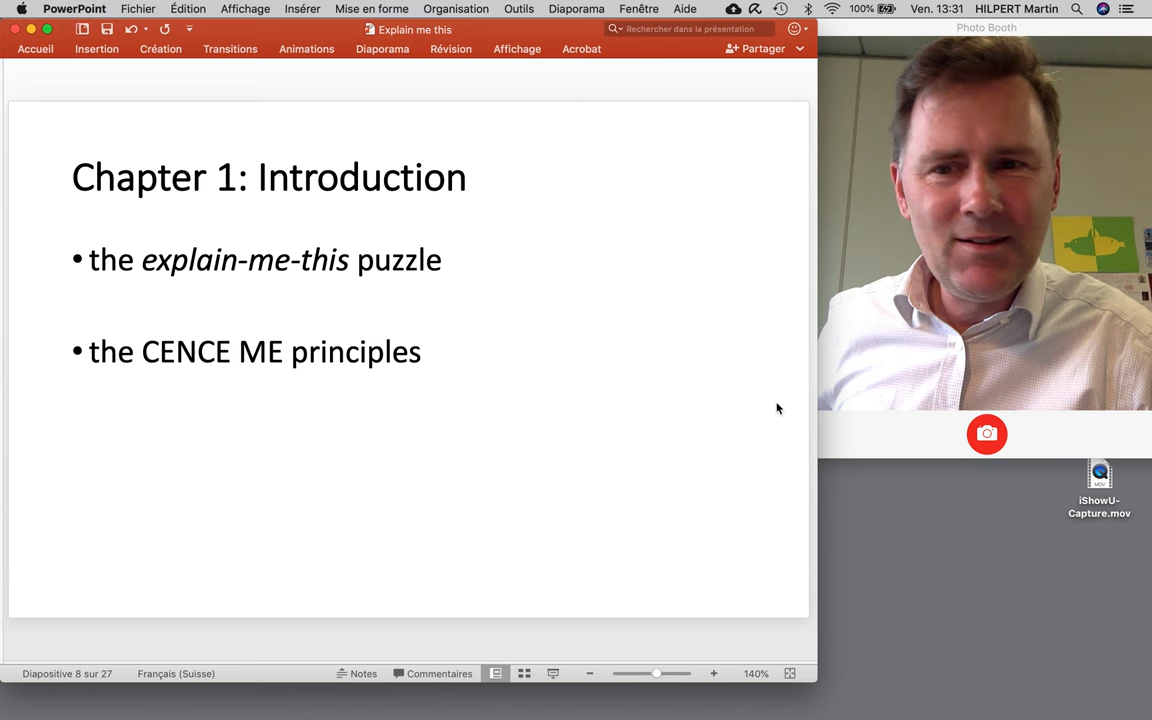 PowerPoint Fichier Édition Affichage Insérer Mise en forme Organisation Outils Diaporama Fenêtre Aide 100% Ven. 13:31 HILPERT Martin
Explain me this
Rechercher dans la présentation
Photo Booth
Accueil Insertion Création Transitions Animations Diaporama Révision Affichage Acrobat Partager
Chapter 1: Introduction
• the explain-me-this puzzle
• the CENCE ME principles
MOV
iShowU-
Capture.mov
Diapositive 8 sur 27 Français (Suisse) Notes Commentaires 140%